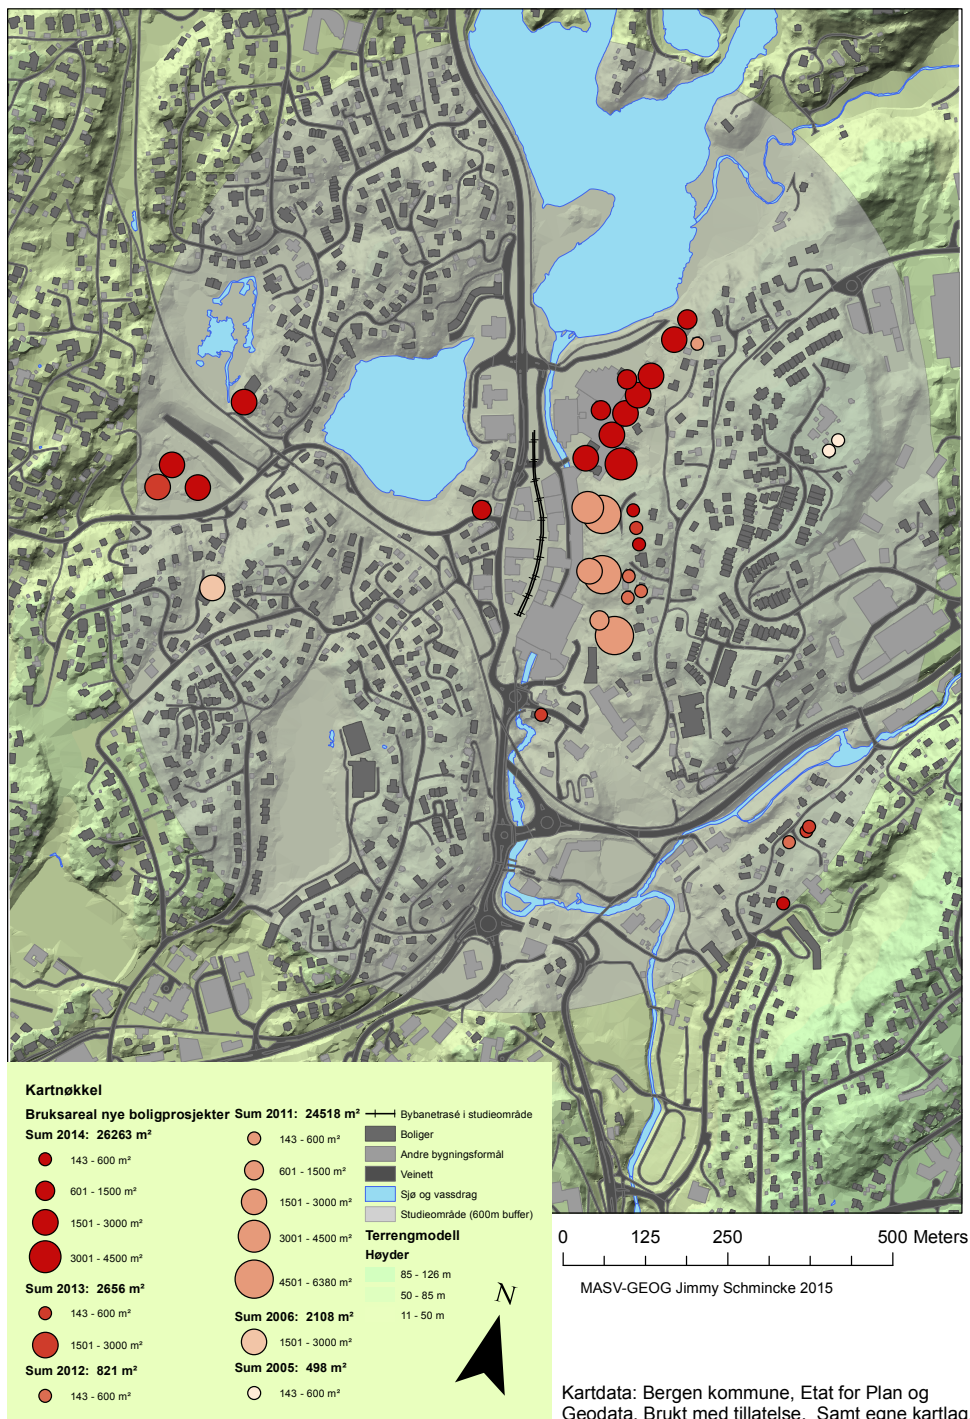 Kartnøkkel
Bruksareal nye boligprosjekter
Sum 2014: 26263 m²
143 - 600 m²
601 - 1500 m²
1501 - 3000 m²
3001 - 4500 m²
Sum 2013: 2656 m²
143 - 600 m²
1501 - 3000 m²
Sum 2012: 821 m²
143 - 600 m²
Sum 2011: 24518 m²
143 - 600 m²
601 - 1500 m²
1501 - 3000 m²
3001 - 4500 m²
4501 - 6380 m²
Sum 2006: 2108 m²
1501 - 3000 m²
Sum 2005: 498 m²
143 - 600 m²
Bybanetrasé i studieområde
Boliger
Andre bygningsformål
Veinett
Sjø og vassdrag
Studieområde (600m buffer)
Terrengmodell
Høyder
85 - 126 m
50 - 85 m
11 - 50 m
N
0 125 250 500 Meters
MASV-GEOG Jimmy Schmincke 2015
Kartdata: Bergen kommune, Etat for Plan og
Geodata. Brukt med tillatelse. Samt egne kartlag